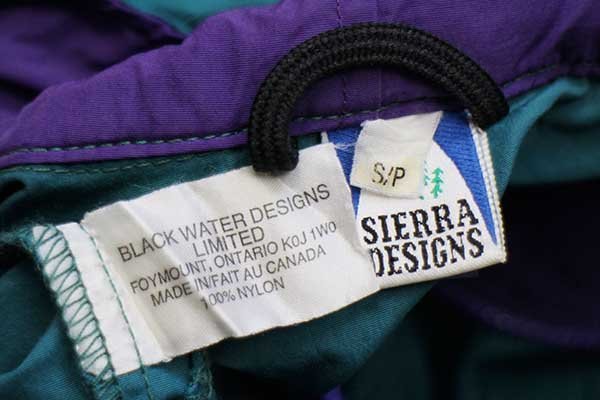 BLACK WATER DESIGNS
LIMITED
FOYMOUNT, ONTARIO K0J 1W0
MADE IN/FAIT AU CANADA
100% NYLON
S/P
SIERRA
DESIGNS